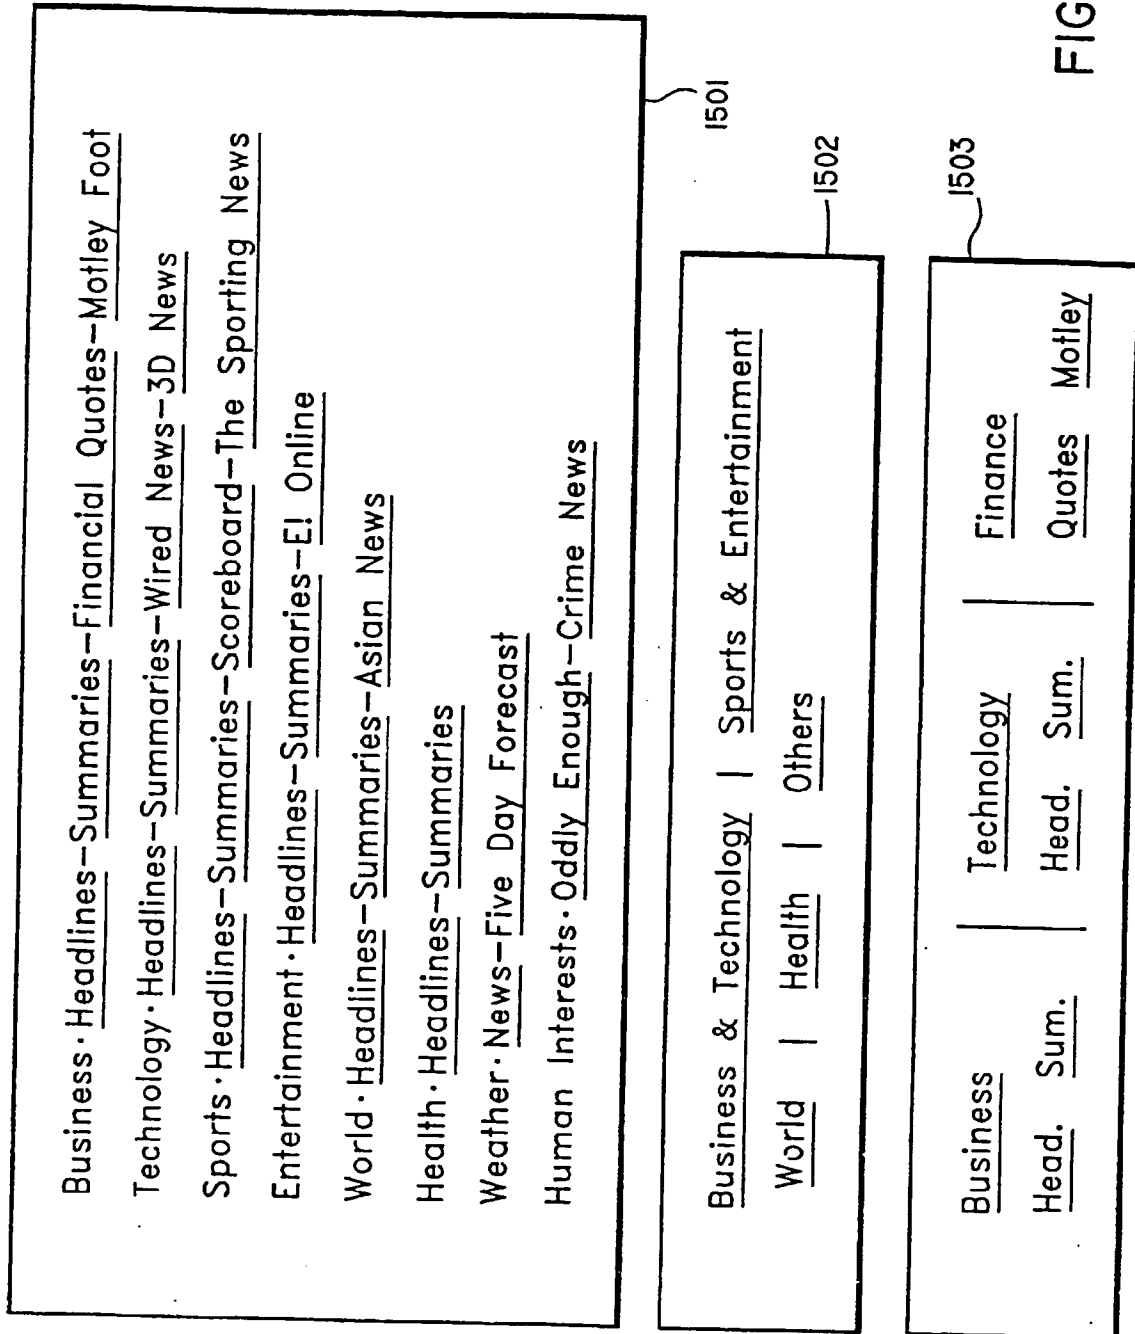 Business · Headlines–Summaries–Financial Quotes–Motley Foot
Technology · Headlines–Summaries–Wired News–3D News
Sports · Headlines–Summaries–Scoreboard–The Sporting News
Entertainment · Headlines–Summaries–E! Online
World · Headlines–Summaries–Asian News
Health · Headlines–Summaries
Weather · News–Five Day Forecast
Human Interests · Oddly Enough–Crime News
1501
Business & Technology | Sports & Entertainment
World | Health | Others
1502
Business | Technology | Finance
Head. Sum. | Head. Sum. | Quotes Motley
1503
FIG